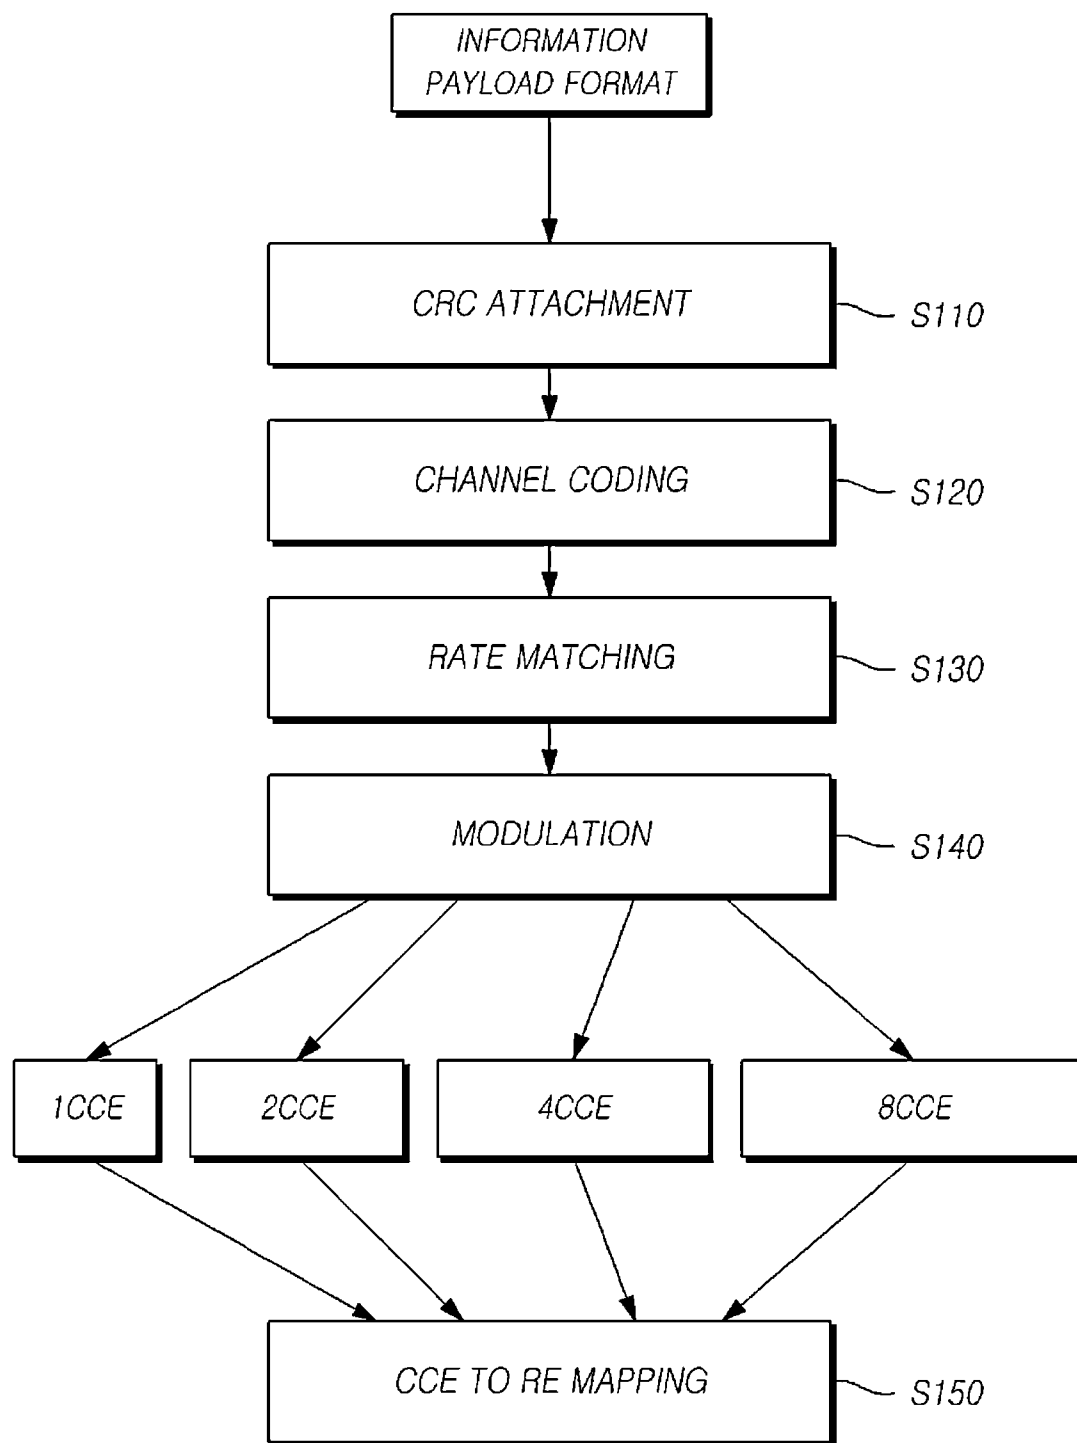 INFORMATION
PAYLOAD FORMAT
CRC ATTACHMENT
S110
CHANNEL CODING
S120
RATE MATCHING
S130
MODULATION
S140
1CCE
2CCE
4CCE
8CCE
CCE TO RE MAPPING
S150